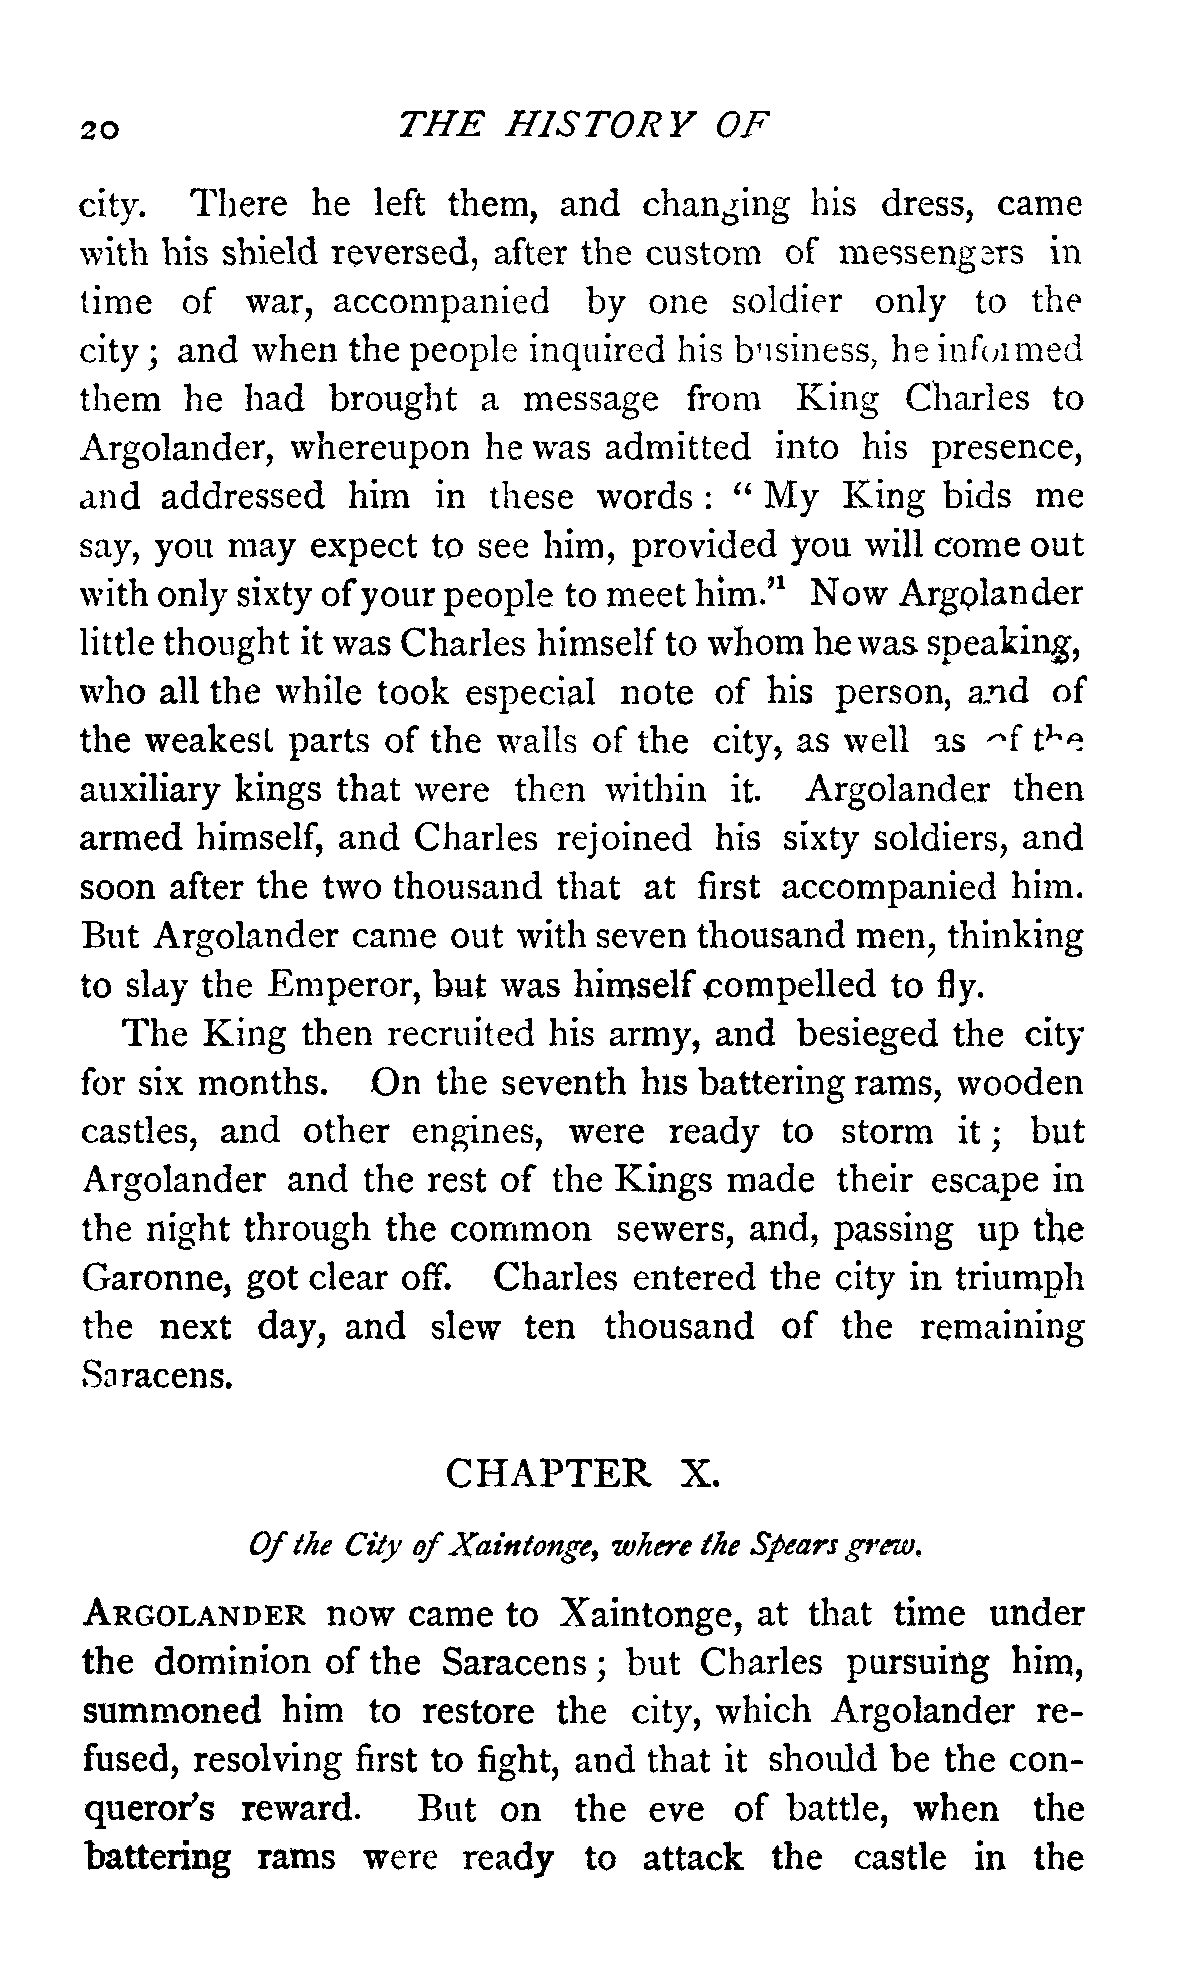 20 THE HISTORY OF
city. There he left them, and changing his dress, came
with his shield reversed, after the custom of messengers in
time of war, accompanied by one soldier only to the
city ; and when the people inquired his business, he informed
them he had brought a message from King Charles to
Argolander, whereupon he was admitted into his presence,
and addressed him in these words : “ My King bids me
say, you may expect to see him, provided you will come out
with only sixty of your people to meet him.”1 Now Argolander
little thought it was Charles himself to whom he was speaking,
who all the while took especial note of his person, and of
the weakest parts of the walls of the city, as well as of the
auxiliary kings that were then within it. Argolander then
armed himself, and Charles rejoined his sixty soldiers, and
soon after the two thousand that at first accompanied him.
But Argolander came out with seven thousand men, thinking
to slay the Emperor, but was himself compelled to fly.
The King then recruited his army, and besieged the city
for six months. On the seventh his battering rams, wooden
castles, and other engines, were ready to storm it ; but
Argolander and the rest of the Kings made their escape in
the night through the common sewers, and, passing up the
Garonne, got clear off. Charles entered the city in triumph
the next day, and slew ten thousand of the remaining
Saracens.
CHAPTER X.
Of the City of Xaintonge, where the Spears grew.
ARGOLANDER now came to Xaintonge, at that time under
the dominion of the Saracens ; but Charles pursuing him,
summoned him to restore the city, which Argolander re-
fused, resolving first to fight, and that it should be the con-
queror's reward. But on the eve of battle, when the
battering rams were ready to attack the castle in the